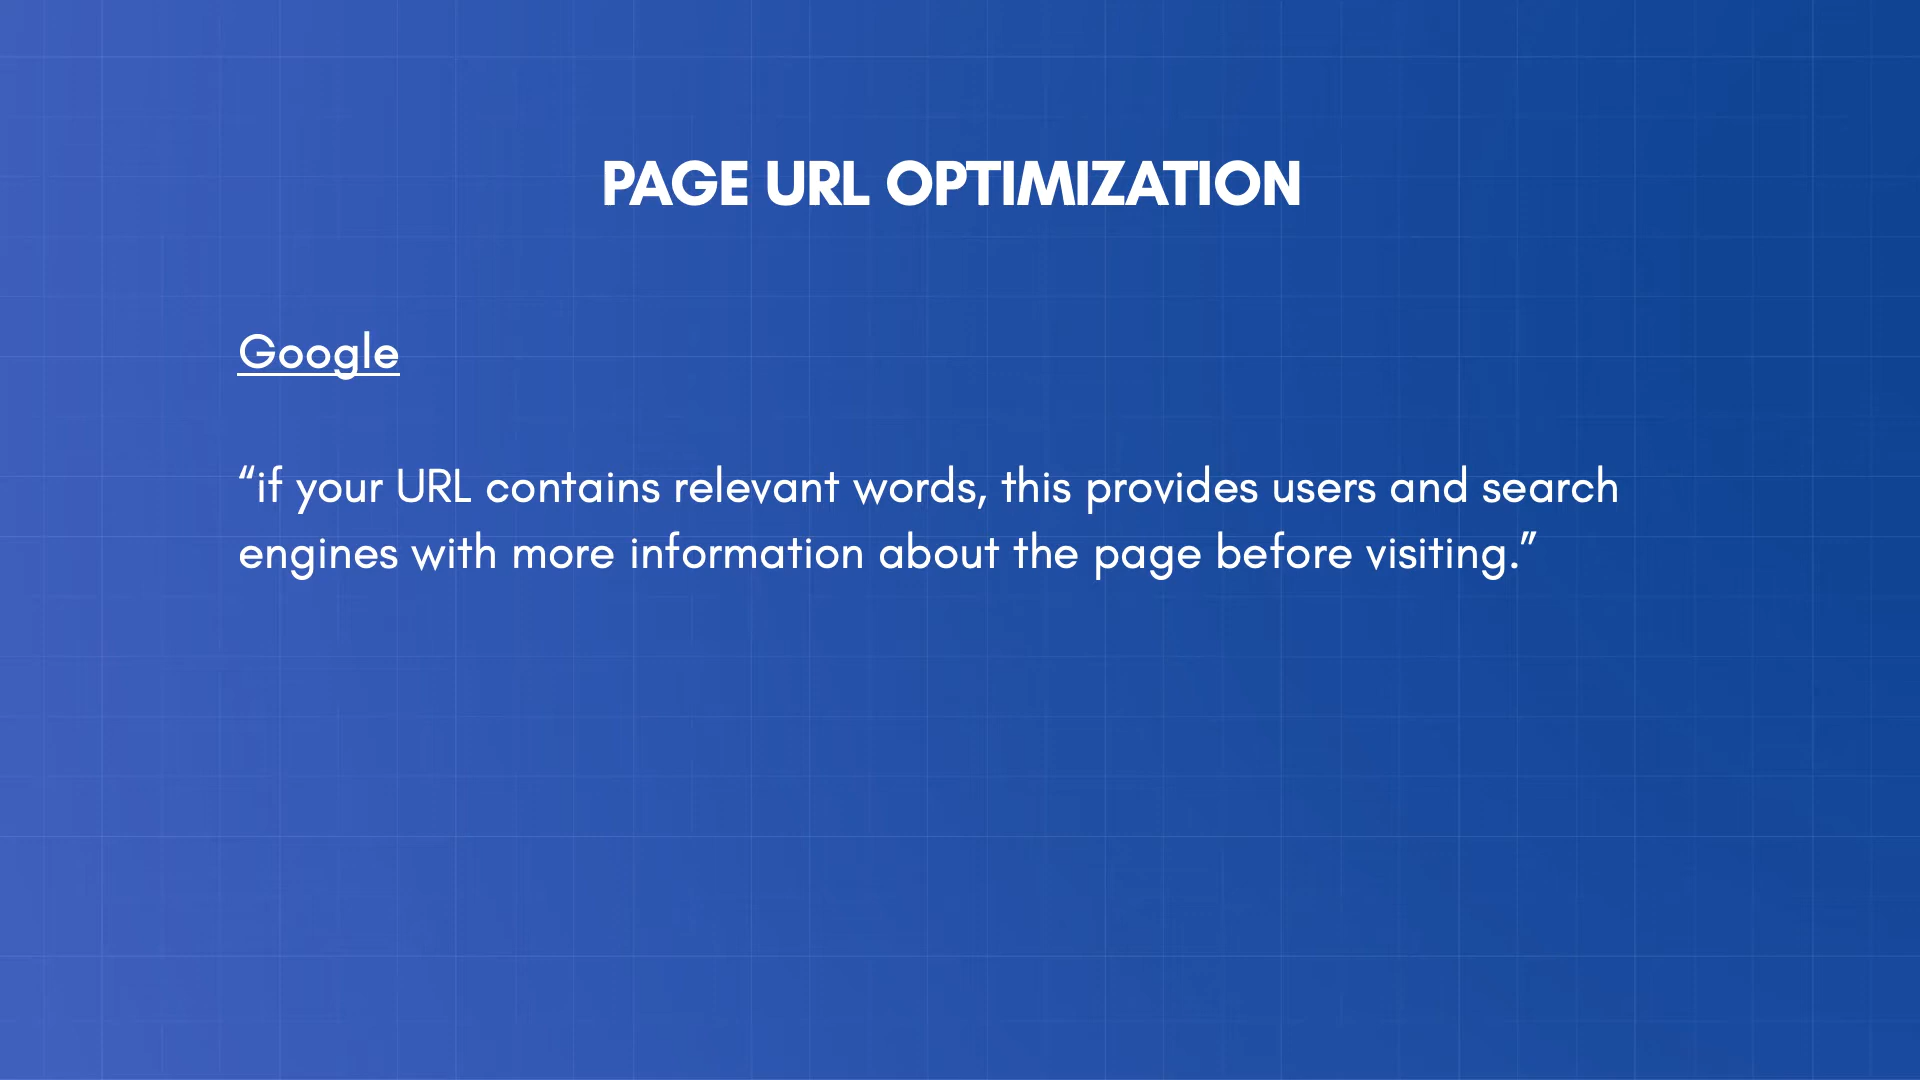 PAGE URL OPTIMIZATION
Google
“if your URL contains relevant words, this provides users and search
engines with more information about the page before visiting.”